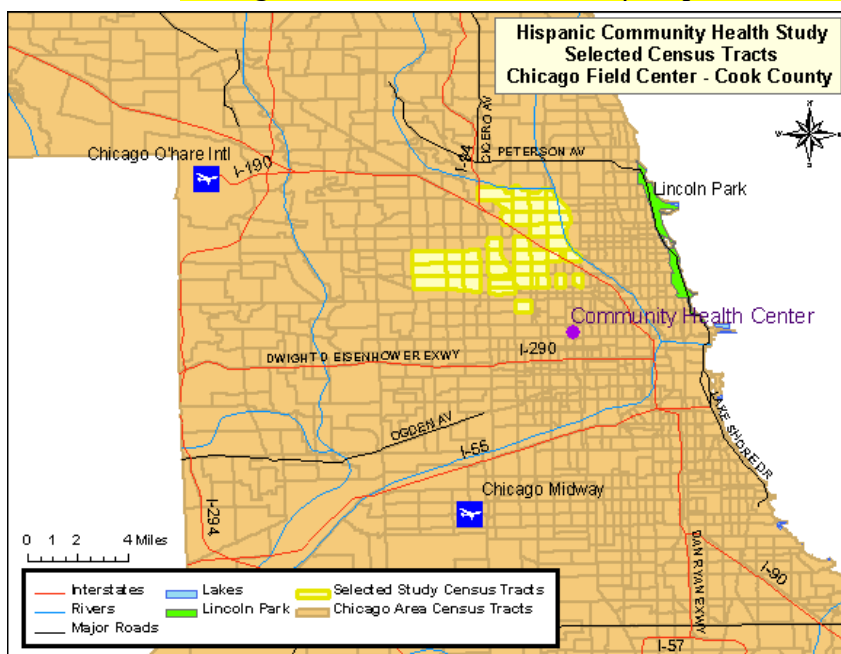 Hispanic Community Health Study
Selected Census Tracts
Chicago Field Center - Cook County
N
W
E
S
Chicago O'hare Intl
I-190
I-94
CICERO AV
PETERSON AV
Lincoln Park
Community Health Center
I-290
DWIGHT D EISENHOWER EXWY
OGDEN AV
I-55
LAKE SHORE DR
Chicago Midway
I-294
DAN RYAN EXWY
I-90
I-57
0 1 2 4 Miles
Interstates
Lakes
Selected Study Census Tracts
Rivers
Lincoln Park
Chicago Area Census Tracts
Major Roads